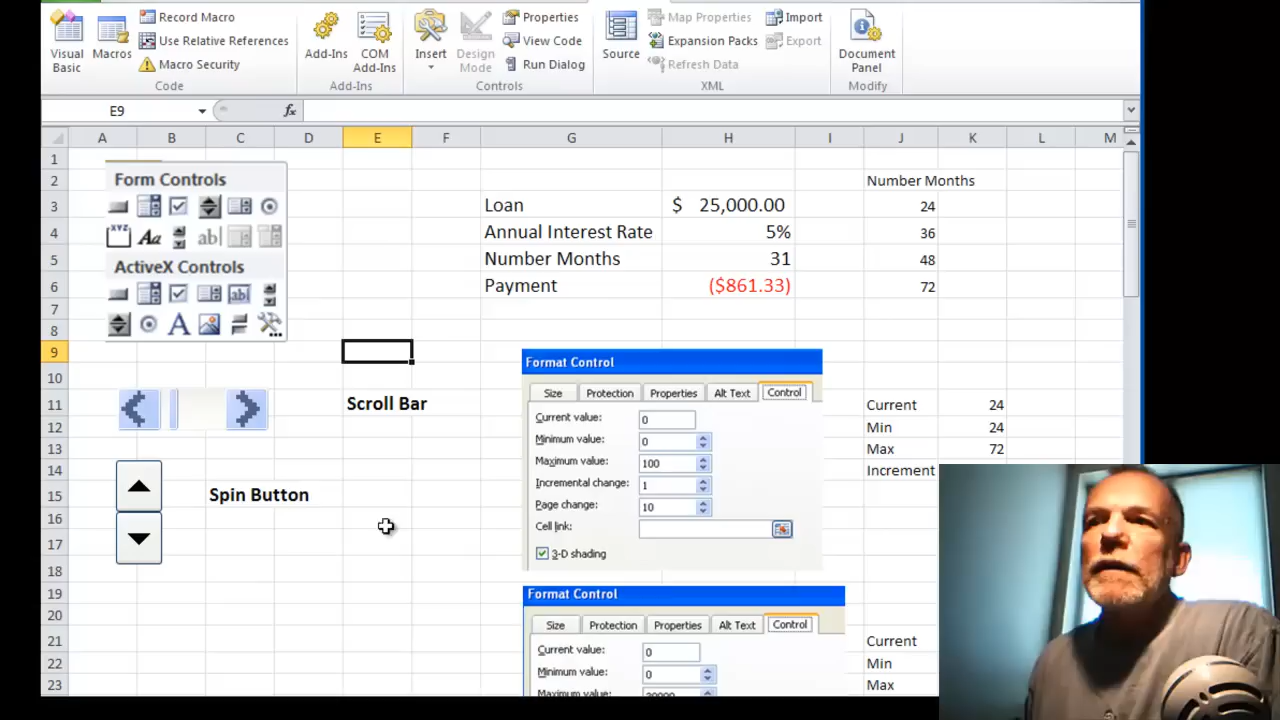 Record Macro
Use Relative References
Macro Security
Visual Basic
Macros
Code
Add-Ins
COM Add-Ins
Add-Ins
Insert
Design Mode
Properties
View Code
Run Dialog
Controls
Source
Map Properties
Expansion Packs
Refresh Data
Import
Export
XML
Document Panel
Modify
E9
fx
A B C D E F G H I J K L M
1
2 Number Months
3 Loan $ 25,000.00 24
4 Annual Interest Rate 5% 36
5 Number Months 31 48
6 Payment ($861.33) 72
7
8
9
10
11 Scroll Bar Current 24
12 Min 24
13 Max 72
14 Increment
15 Spin Button
16
17
18
19
20
21 Current
22 Min
23 Max
Form Controls
XYZ Aa ab|
ActiveX Controls
ab|
A
Format Control
Size Protection Properties Alt Text Control
Current value: 0
Minimum value: 0
Maximum value: 100
Incremental change: 1
Page change: 10
Cell link:
3-D shading
Format Control
Size Protection Properties Alt Text Control
Current value: 0
Minimum value: 0
Maximum value: 30000